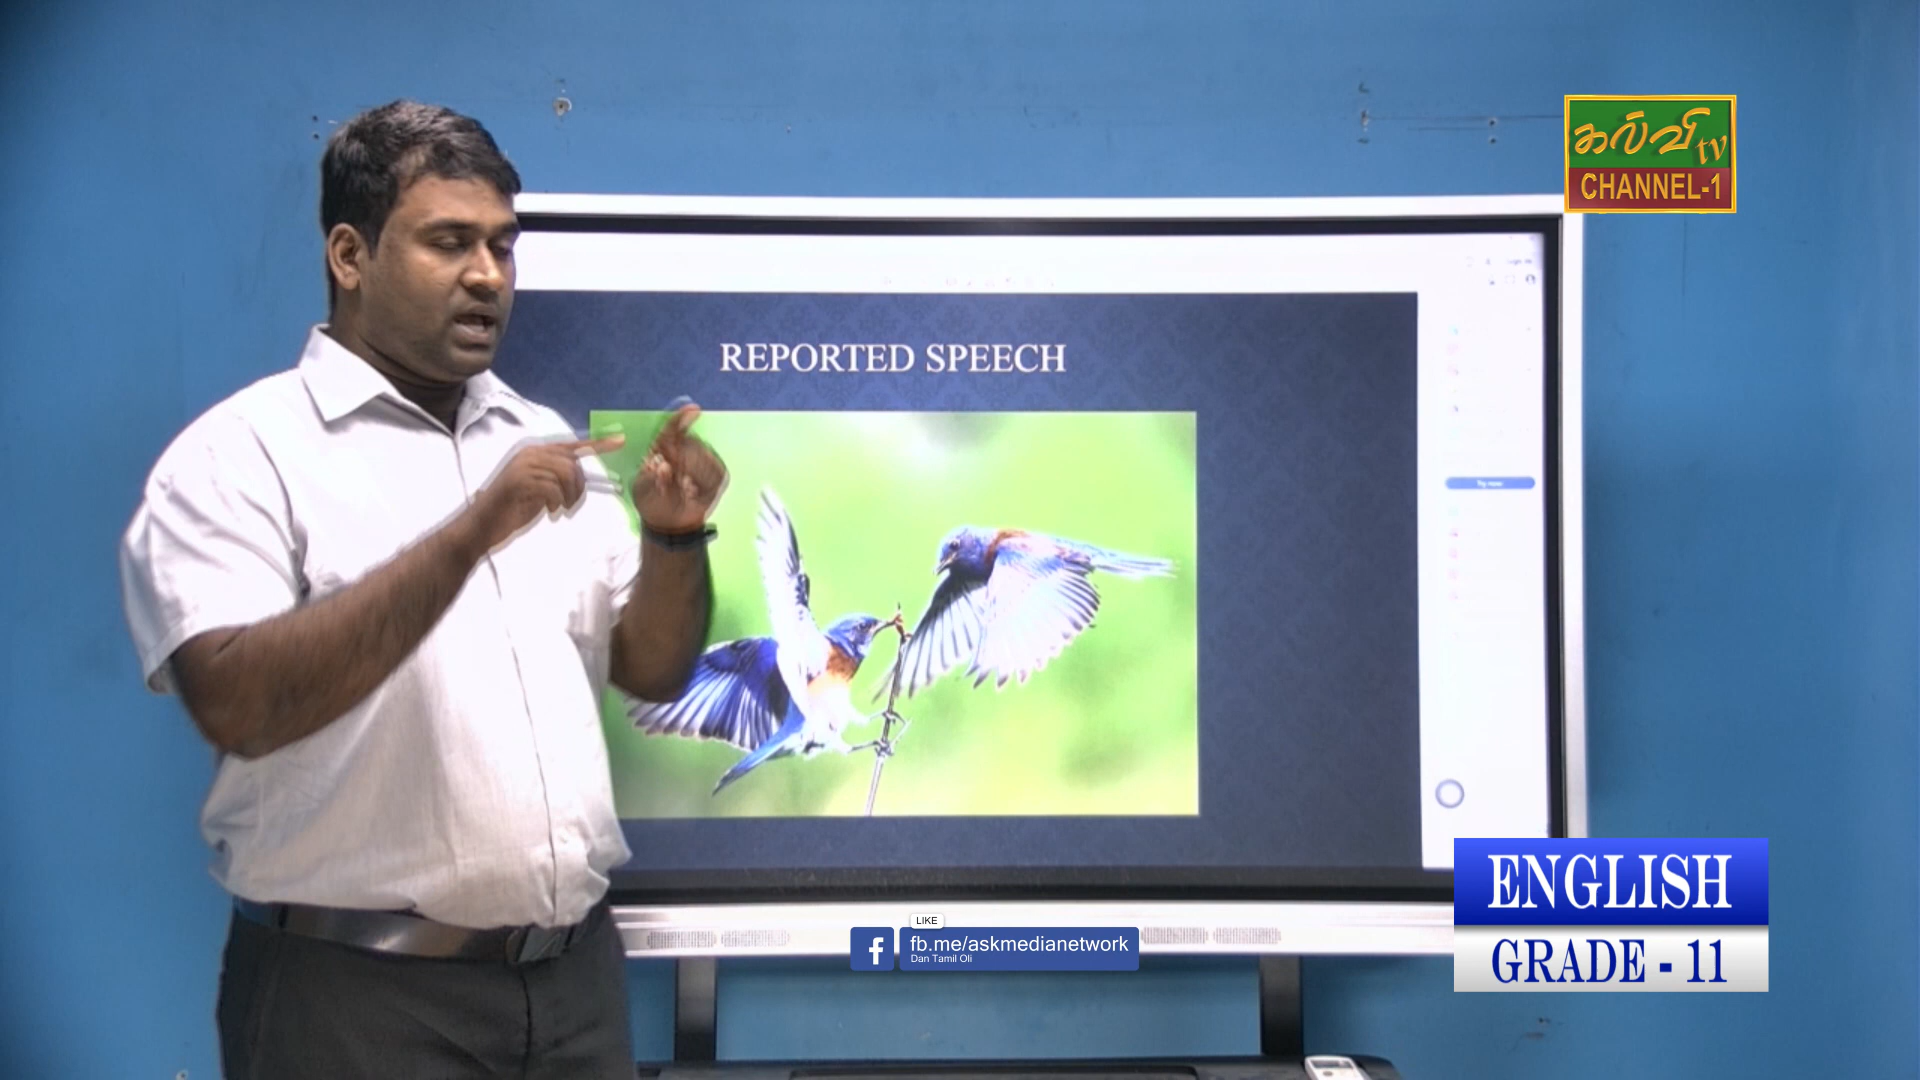 கல்வி tv
CHANNEL-1
REPORTED SPEECH
LIKE
fb.me/askmedianetwork
Dan Tamil Oli
ENGLISH
GRADE - 11